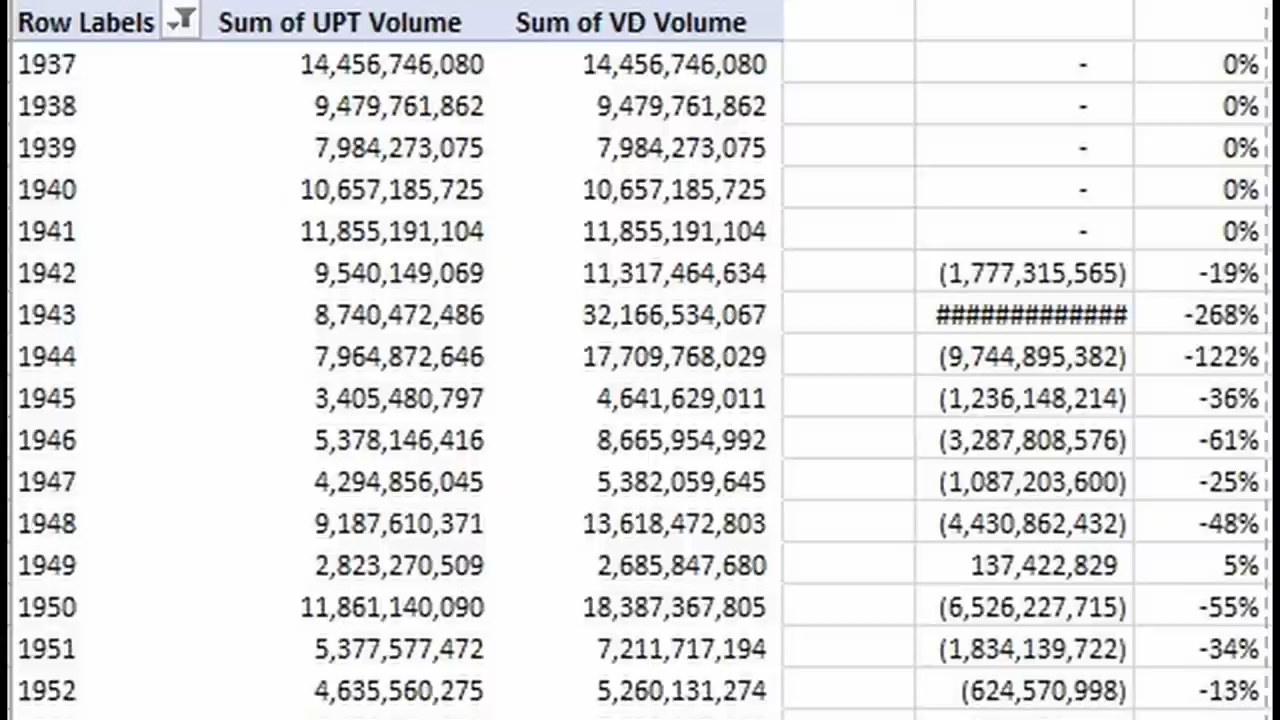 Row Labels Sum of UPT Volume Sum of VD Volume
1937 14,456,746,080 14,456,746,080 - 0%
1938 9,479,761,862 9,479,761,862 - 0%
1939 7,984,273,075 7,984,273,075 - 0%
1940 10,657,185,725 10,657,185,725 - 0%
1941 11,855,191,104 11,855,191,104 - 0%
1942 9,540,149,069 11,317,464,634 (1,777,315,565) -19%
1943 8,740,472,486 32,166,534,067 ############# -268%
1944 7,964,872,646 17,709,768,029 (9,744,895,382) -122%
1945 3,405,480,797 4,641,629,011 (1,236,148,214) -36%
1946 5,378,146,416 8,665,954,992 (3,287,808,576) -61%
1947 4,294,856,045 5,382,059,645 (1,087,203,600) -25%
1948 9,187,610,371 13,618,472,803 (4,430,862,432) -48%
1949 2,823,270,509 2,685,847,680 137,422,829 5%
1950 11,861,140,090 18,387,367,805 (6,526,227,715) -55%
1951 5,377,577,472 7,211,717,194 (1,834,139,722) -34%
1952 4,635,560,275 5,260,131,274 (624,570,998) -13%